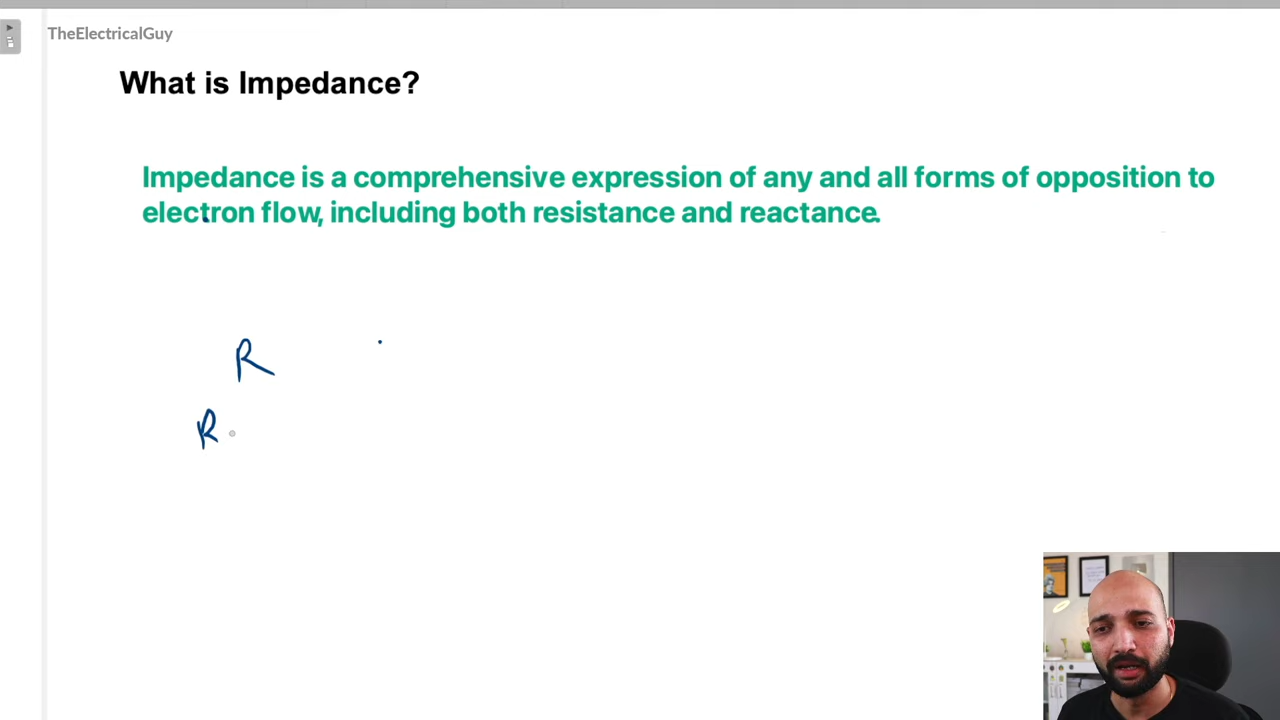 TheElectricalGuy
What is Impedance?
Impedance is a comprehensive expression of any and all forms of opposition to
electron flow, including both resistance and reactance.
R
R